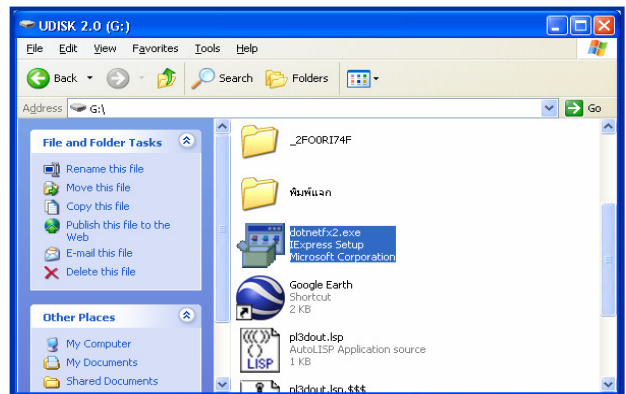 UDISK 2.0 (G:)
File Edit View Favorites Tools Help
Back Search Folders
Address G:\ Go
File and Folder Tasks
Rename this file
Move this file
Copy this file
Publish this file to the
Web
E-mail this file
Delete this file
Other Places
My Computer
My Documents
Shared Documents
_2FO0RI74F
พิมพ์แจก
dotnetfx2.exe
IExpress Setup
Microsoft Corporation
Google Earth
Shortcut
2 KB
LISP
pl3dout.lsp
AutoLISP Application source
1 KB
pl3dout.lsp.$$$